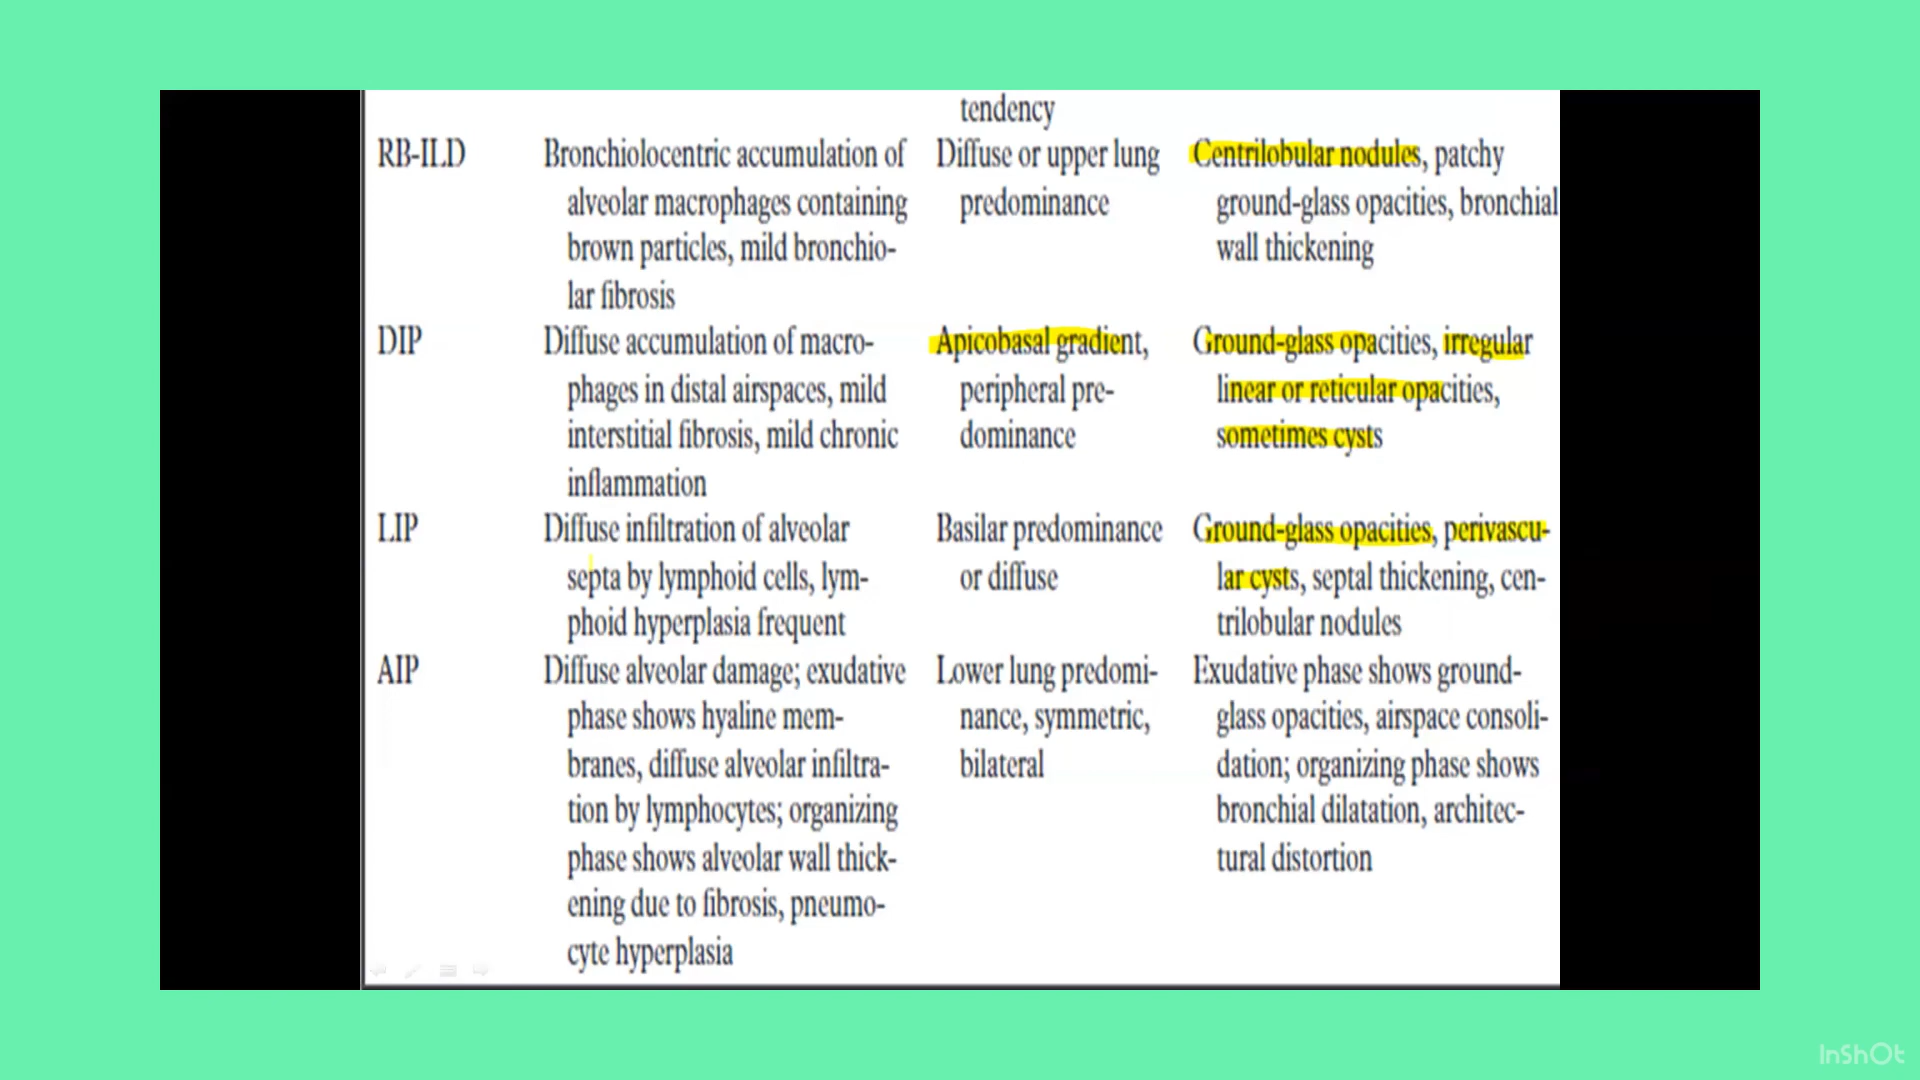 tendency
RB-ILD Bronchiolocentric accumulation of Diffuse or upper lung Centrilobular nodules, patchy
alveolar macrophages containing predominance ground-glass opacities, bronchial
brown particles, mild bronchio- wall thickening
lar fibrosis
DIP Diffuse accumulation of macro- Apicobasal gradient, Ground-glass opacities, irregular
phages in distal airspaces, mild peripheral pre- linear or reticular opacities,
interstitial fibrosis, mild chronic dominance sometimes cysts
inflammation
LIP Diffuse infiltration of alveolar Basilar predominance Ground-glass opacities, perivascu-
septa by lymphoid cells, lym- or diffuse lar cysts, septal thickening, cen-
phoid hyperplasia frequent trilobular nodules
AIP Diffuse alveolar damage; exudative Lower lung predomi- Exudative phase shows ground-
phase shows hyaline mem- nance, symmetric, glass opacities, airspace consoli-
branes, diffuse alveolar infiltra- bilateral dation; organizing phase shows
tion by lymphocytes; organizing bronchial dilatation, architec-
phase shows alveolar wall thick- tural distortion
ening due to fibrosis, pneumo-
cyte hyperplasia
InShOt